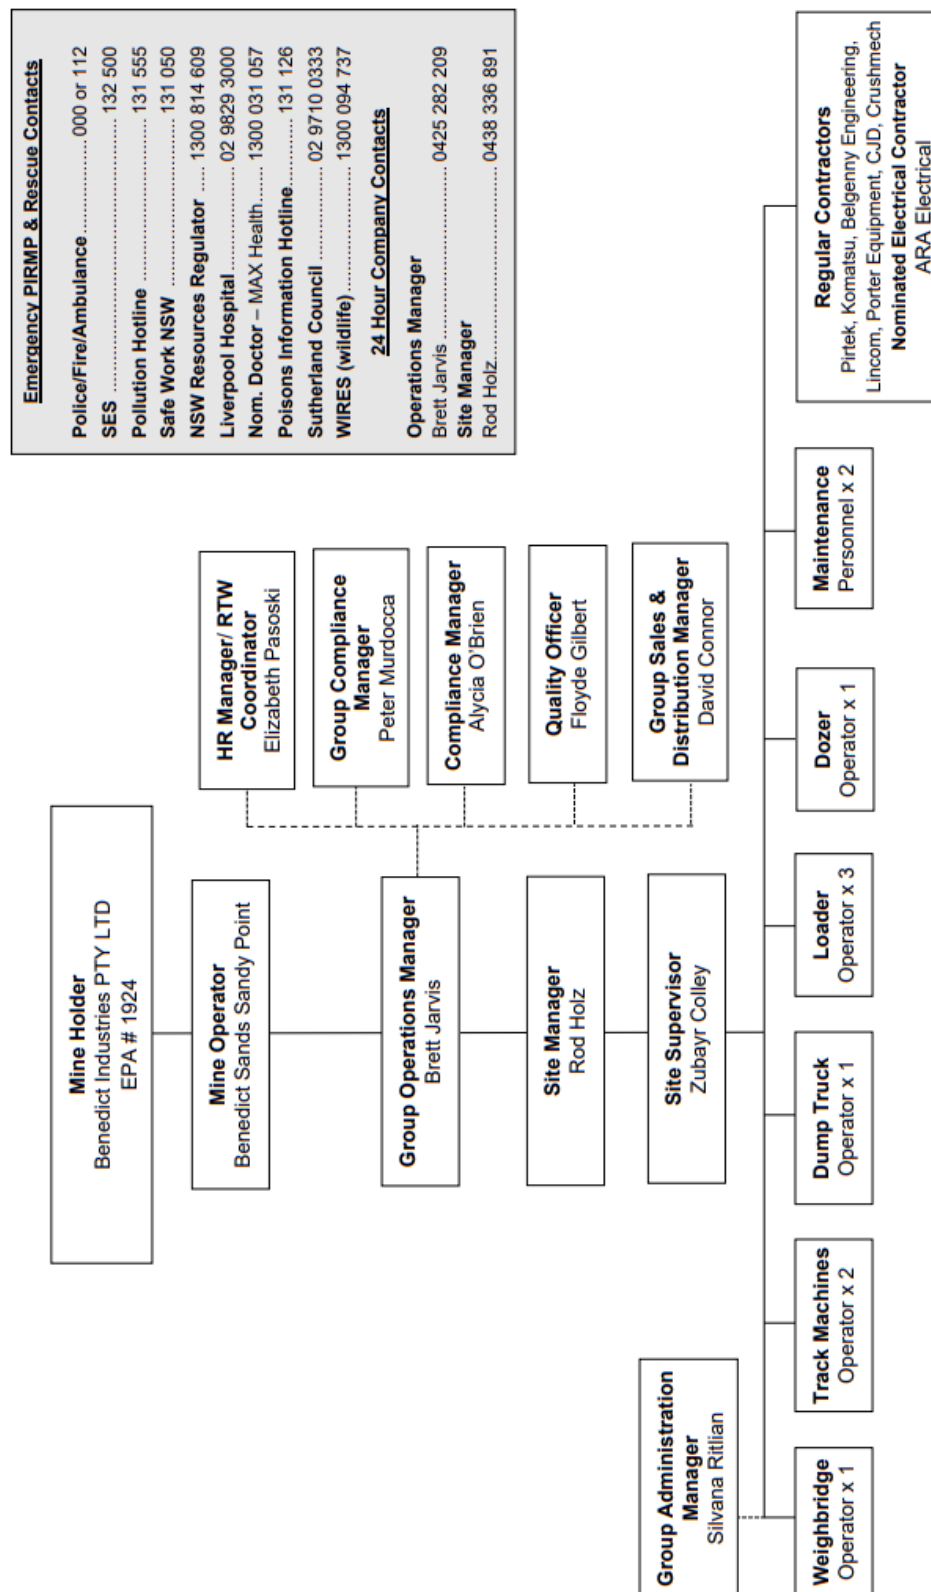 Mine Holder
Benedict Industries PTY LTD
EPA # 1924
Mine Operator
Benedict Sands Sandy Point
Group Operations Manager
Brett Jarvis
HR Manager/ RTW
Coordinator
Elizabeth Pasoski
Group Compliance
Manager
Peter Murdocca
Compliance Manager
Alycia O'Brien
Quality Officer
Floyde Gilbert
Group Sales &
Distribution Manager
David Connor
Site Manager
Rod Holz
Site Supervisor
Zubayr Colley
Group Administration
Manager
Silvana Ritlian
Weighbridge
Operator x 1
Track Machines
Operator x 2
Dump Truck
Operator x 1
Loader
Operator x 3
Dozer
Operator x 1
Maintenance
Personnel x 2
Regular Contractors
Pirtek, Komatsu, Belgenny Engineering,
Lincom, Porter Equipment, CJD, Crushmech
Nominated Electrical Contractor
ARA Electrical
Emergency PIRMP & Rescue Contacts
Police/Fire/Ambulance.................. 000 or 112
SES .................................... 132 500
Pollution Hotline ........................ 131 555
Safe Work NSW ........................ 131 050
NSW Resources Regulator ..... 1300 814 609
Liverpool Hospital.................. 02 9829 3000
Nom. Doctor – MAX Health....... 1300 031 057
Poisons Information Hotline......... 131 126
Sutherland Council .................. 02 9710 0333
WIRES (wildlife)..................... 1300 094 737
24 Hour Company Contacts
Operations Manager
Brett Jarvis ........................ 0425 282 209
Site Manager
Rod Holz............................ 0438 336 891